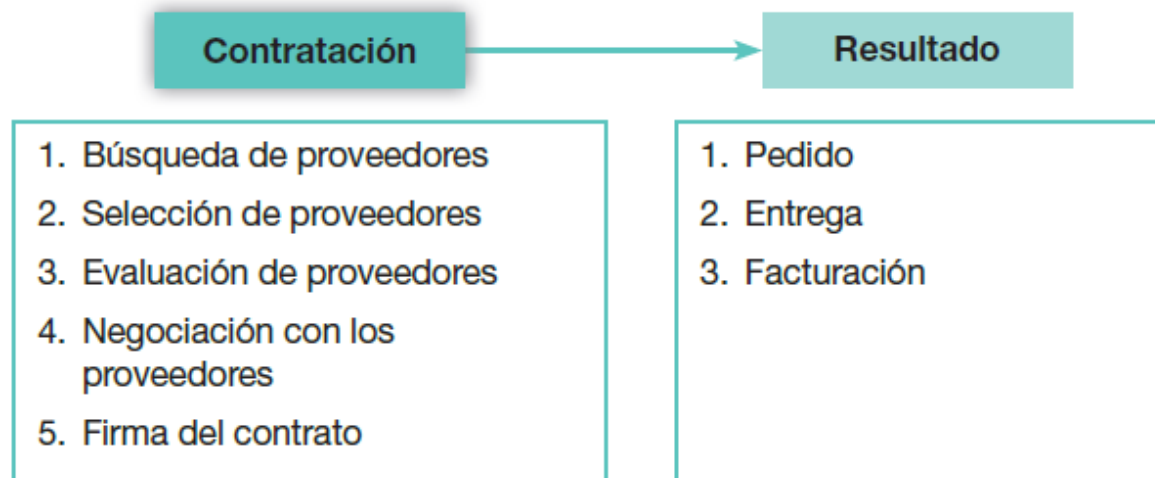 Contratación
Resultado
1. Búsqueda de proveedores
2. Selección de proveedores
3. Evaluación de proveedores
4. Negociación con los
proveedores
5. Firma del contrato
1. Pedido
2. Entrega
3. Facturación